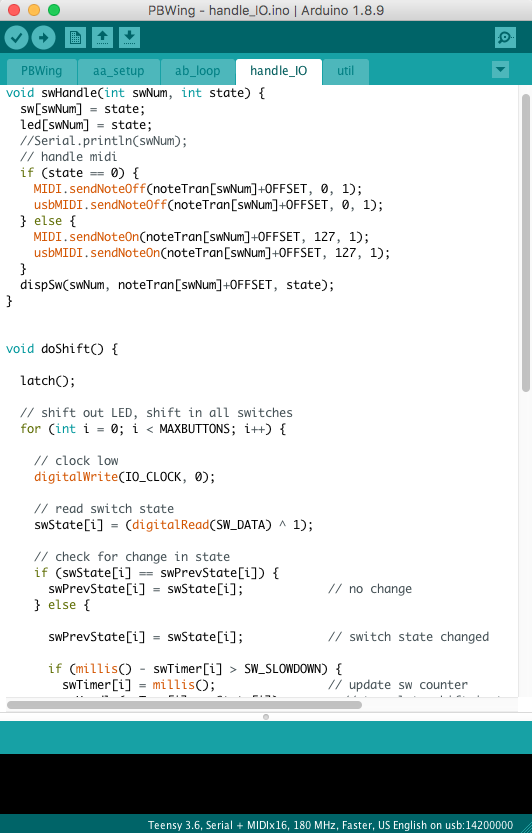 PBWing - handle_IO.ino | Arduino 1.8.9
PBWing aa_setup ab_loop handle_IO util
void swHandle(int swNum, int state) {
  sw[swNum] = state;
  led[swNum] = state;
  //Serial.println(swNum);
  // handle midi
  if (state == 0) {
    MIDI.sendNoteOff(noteTran[swNum]+OFFSET, 0, 1);
    usbMIDI.sendNoteOff(noteTran[swNum]+OFFSET, 0, 1);
  } else {
    MIDI.sendNoteOn(noteTran[swNum]+OFFSET, 127, 1);
    usbMIDI.sendNoteOn(noteTran[swNum]+OFFSET, 127, 1);
  }
  dispSw(swNum, noteTran[swNum]+OFFSET, state);
}
void doShift() {
  latch();
  // shift out LED, shift in all switches
  for (int i = 0; i < MAXBUTTONS; i++) {
    // clock low
    digitalWrite(IO_CLOCK, 0);
    // read switch state
    swState[i] = (digitalRead(SW_DATA) ^ 1);
    // check for change in state
    if (swState[i] == swPrevState[i]) {
      swPrevState[i] = swState[i];            // no change
    } else {
      swPrevState[i] = swState[i];            // switch state changed
      if (millis() - swTimer[i] > SW_SLOWDOWN) {
        swTimer[i] = millis();                // update sw counter
Teensy 3.6, Serial + MIDIx16, 180 MHz, Faster, US English on usb:14200000